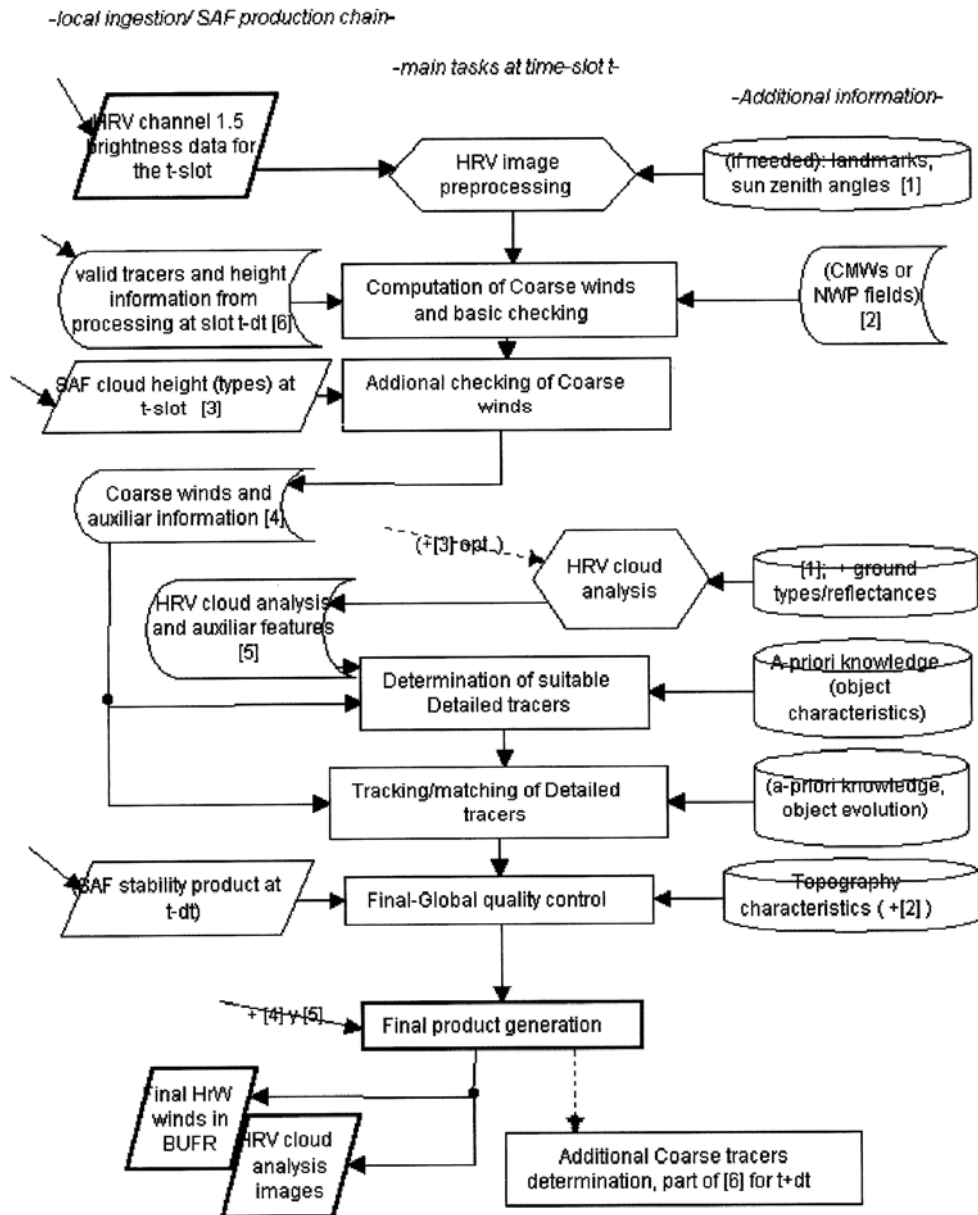 -local ingestion/ SAF production chain-
-main tasks at time-slot t-
-Additional information-
HRV channel 1.5
brightness data for
the t-slot
HRV image
preprocessing
(if needed): landmarks,
sun zenith angles [1]
valid tracers and height
information from
processing at slot t-dt [6]
Computation of Coarse winds
and basic checking
(CMWs or
NWP fields)
[2]
SAF cloud height (types) at
t-slot [3]
Addional checking of Coarse
winds
Coarse winds and
auxiliar information [4]
(+[3] opt.)
HRV cloud
analysis
[1]; + ground
types/reflectances
HRV cloud analysis
and auxiliar features
[5]
Determination of suitable
Detailed tracers
A-priori knowledge
(object
characteristics)
Tracking/matching of Detailed
tracers
(a-priori knowledge,
object evolution)
(SAF stability product at
t-dt)
Final-Global quality control
Topography
characteristics ( +[2] )
+ [4] y [5]
Final product generation
Final HrW
winds in
BUFR
HRV cloud
analysis
images
Additional Coarse tracers
determination, part of [6] for t+dt